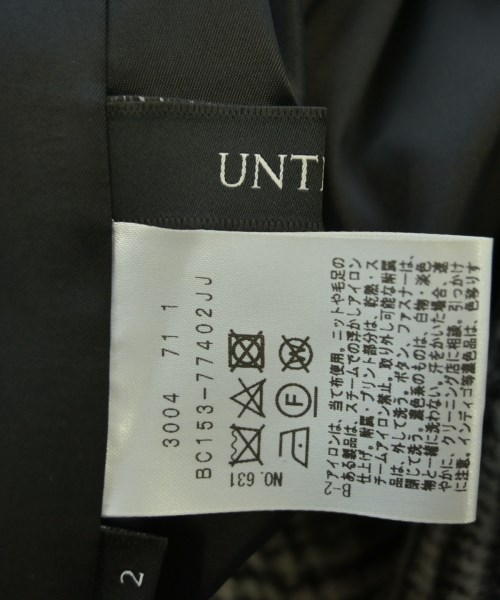 UNTI
3004 71 1
BC153-77402JJ
F
NO. 631
B-2
アイロンは、当て布使用。ニットや毛足の
ある製品は、スチームでの浮かしアイロン
仕上げ。附属・プリント部分は、乾熱・ス
チームアイロン禁止。取り外し可能な附属
品は、外して洗う。ボタン、ファスナーは、
閉じて洗う。濃色系のものは、白物・淡色
物と一緒に洗わない。汗をかいた場合、速
やかに、クリーニング店に相談。引っかけ
に注意。インディゴ等濃色品は、色移りす
2